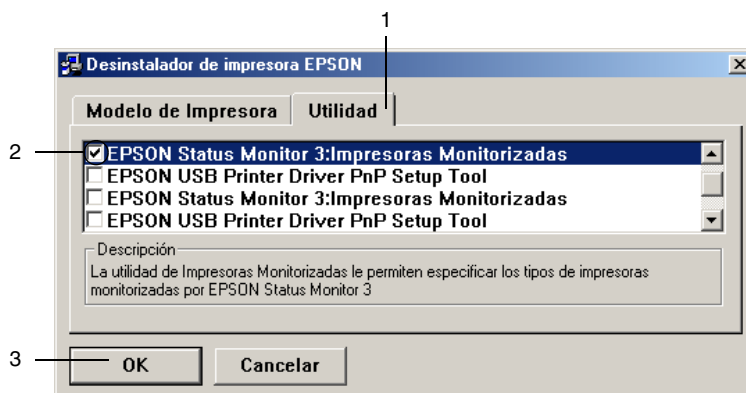 1
Desinstalador de impresora EPSON
Modelo de Impresora
Utilidad
2
EPSON Status Monitor 3:Impresoras Monitorizadas
EPSON USB Printer Driver PnP Setup Tool
EPSON Status Monitor 3:Impresoras Monitorizadas
EPSON USB Printer Driver PnP Setup Tool
Descripción
La utilidad de Impresoras Monitorizadas le permiten especificar los tipos de impresoras
monitorizadas por EPSON Status Monitor 3
3
OK
Cancelar